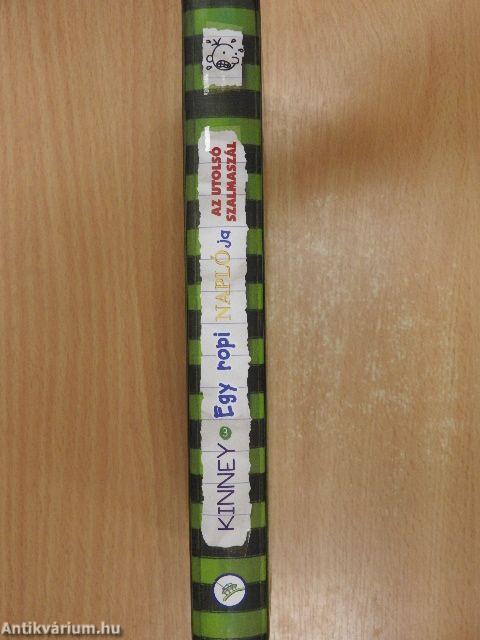 KINNEY 3 Egy ropi NAPLÓja
AZ UTOLSÓ
SZALMASZÁL
Antikvárium.hu